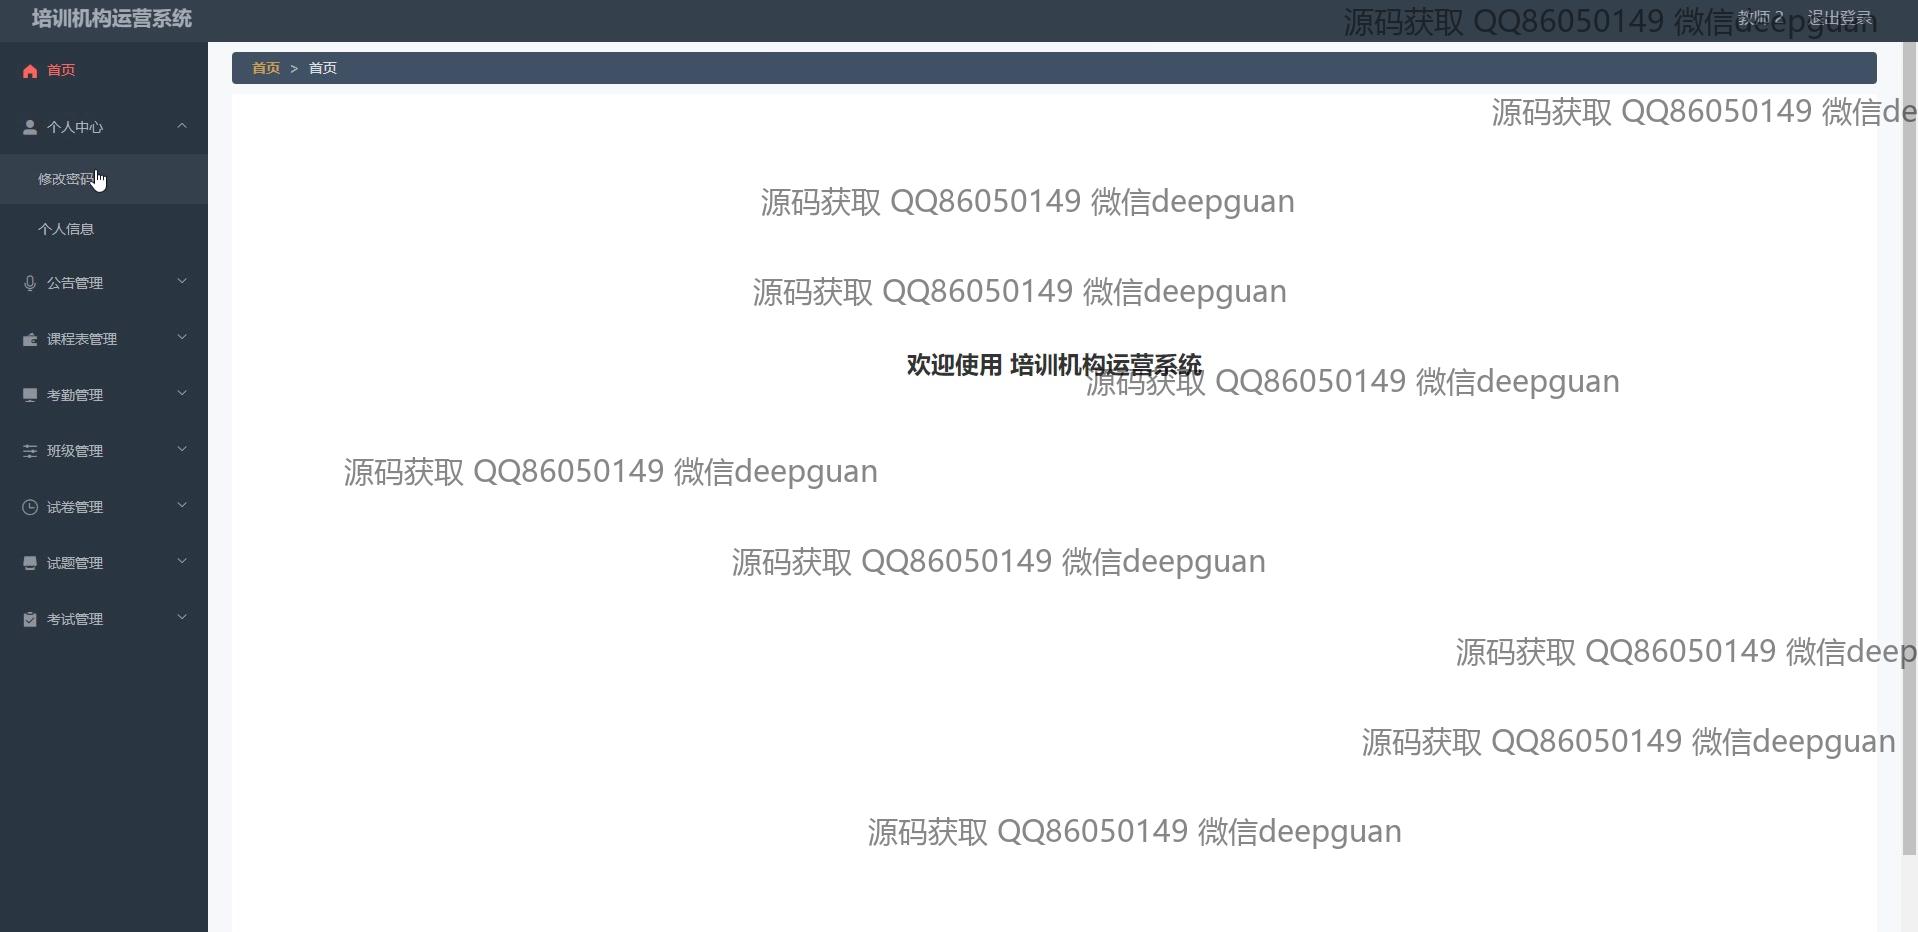 培训机构运营系统
源码获取 QQ86050149 微信deepguan
教师 2 退出登录
首页
个人中心
修改密码
个人信息
公告管理
课程表管理
考勤管理
班级管理
试卷管理
试题管理
考试管理
首页 > 首页
源码获取 QQ86050149 微信de
源码获取 QQ86050149 微信deepguan
源码获取 QQ86050149 微信deepguan
欢迎使用 培训机构运营系统
源码获取 QQ86050149 微信deepguan
源码获取 QQ86050149 微信deepguan
源码获取 QQ86050149 微信deepguan
源码获取 QQ86050149 微信deep
源码获取 QQ86050149 微信deepguan
源码获取 QQ86050149 微信deepguan